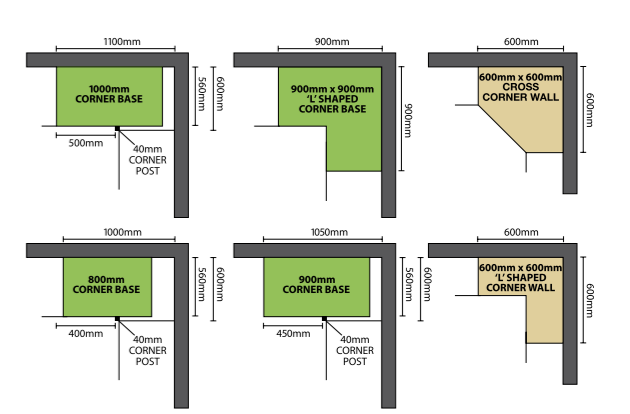 1100mm
1000mm
CORNER BASE
560mm
600mm
500mm
40mm
CORNER
POST
900mm
900mm x 900mm
'L' SHAPED
CORNER BASE
900mm
600mm
600mm x 600mm
CROSS
CORNER WALL
600mm
1000mm
800mm
CORNER BASE
560mm
600mm
400mm
40mm
CORNER
POST
1050mm
900mm
CORNER BASE
560mm
600mm
450mm
40mm
CORNER
POST
600mm
600mm x 600mm
'L' SHAPED
CORNER WALL
600mm